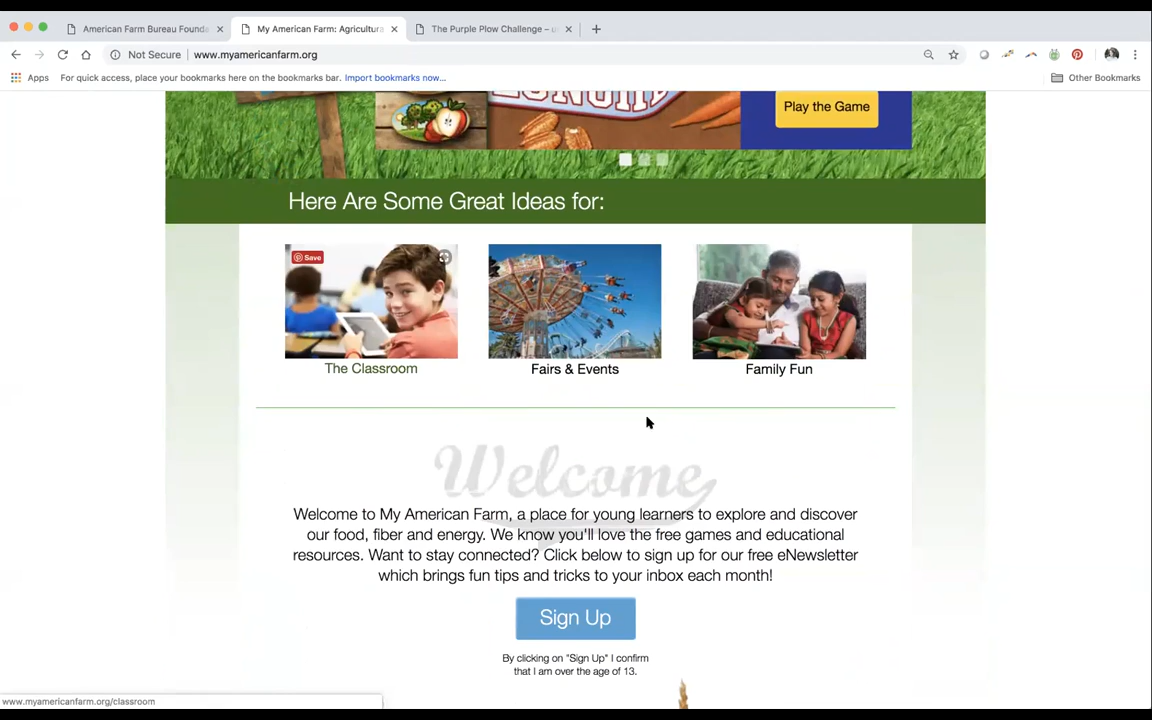 American Farm Bureau Founda
My American Farm: Agricultura
The Purple Plow Challenge – u
Not Secure | www.myamericanfarm.org
Apps For quick access, place your bookmarks here on the bookmarks bar. Import bookmarks now... Other Bookmarks
Play the Game
Here Are Some Great Ideas for:
Save
The Classroom
Fairs & Events
Family Fun
Welcome
Welcome to My American Farm, a place for young learners to explore and discover
our food, fiber and energy. We know you'll love the free games and educational
resources. Want to stay connected? Click below to sign up for our free eNewsletter
which brings fun tips and tricks to your inbox each month!
Sign Up
By clicking on "Sign Up" I confirm
that I am over the age of 13.
www.myamericanfarm.org/classroom